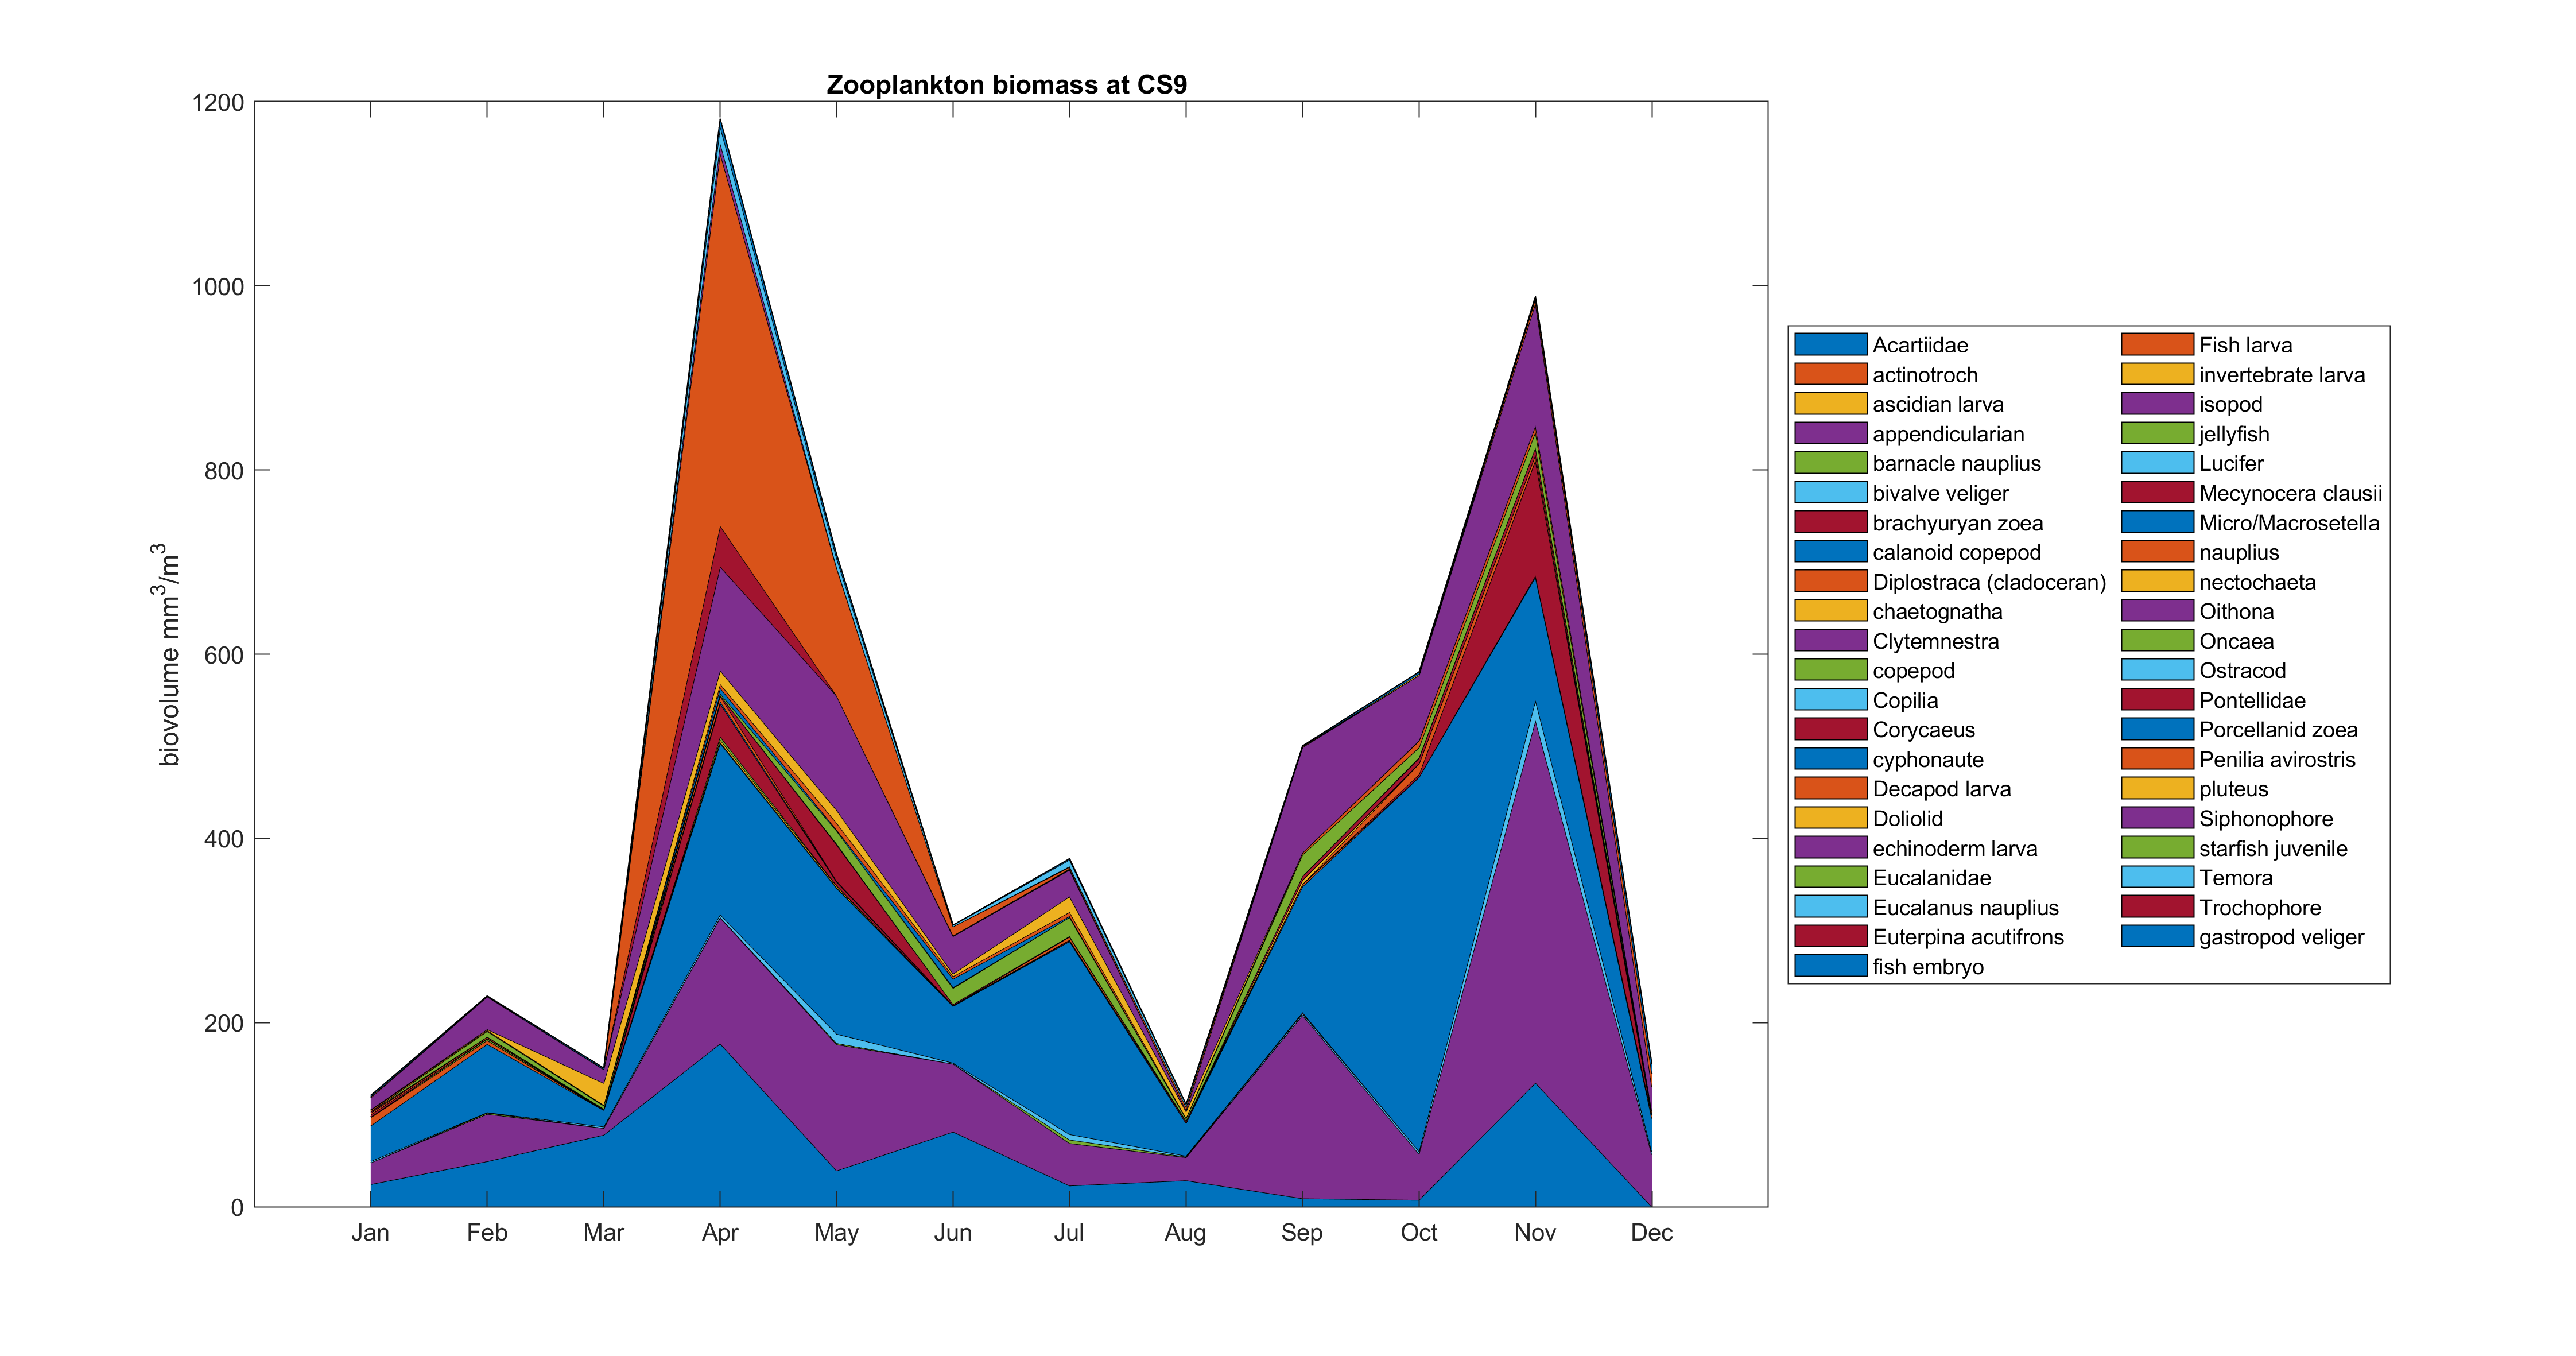 Zooplankton biomass at CS9
1200
1000
800
600
400
200
0
biovolume mm3/m3
Jan Feb Mar Apr May Jun Jul Aug Sep Oct Nov Dec
Acartiidae
actinotroch
ascidian larva
appendicularian
barnacle nauplius
bivalve veliger
brachyuryan zoea
calanoid copepod
Diplostraca (cladoceran)
chaetognatha
Clytemnestra
copepod
Copilia
Corycaeus
cyphonaute
Decapod larva
Doliolid
echinoderm larva
Eucalanidae
Eucalanus nauplius
Euterpina acutifrons
fish embryo
Fish larva
invertebrate larva
isopod
jellyfish
Lucifer
Mecynocera clausii
Micro/Macrosetella
nauplius
nectochaeta
Oithona
Oncaea
Ostracod
Pontellidae
Porcellanid zoea
Penilia avirostris
pluteus
Siphonophore
starfish juvenile
Temora
Trochophore
gastropod veliger